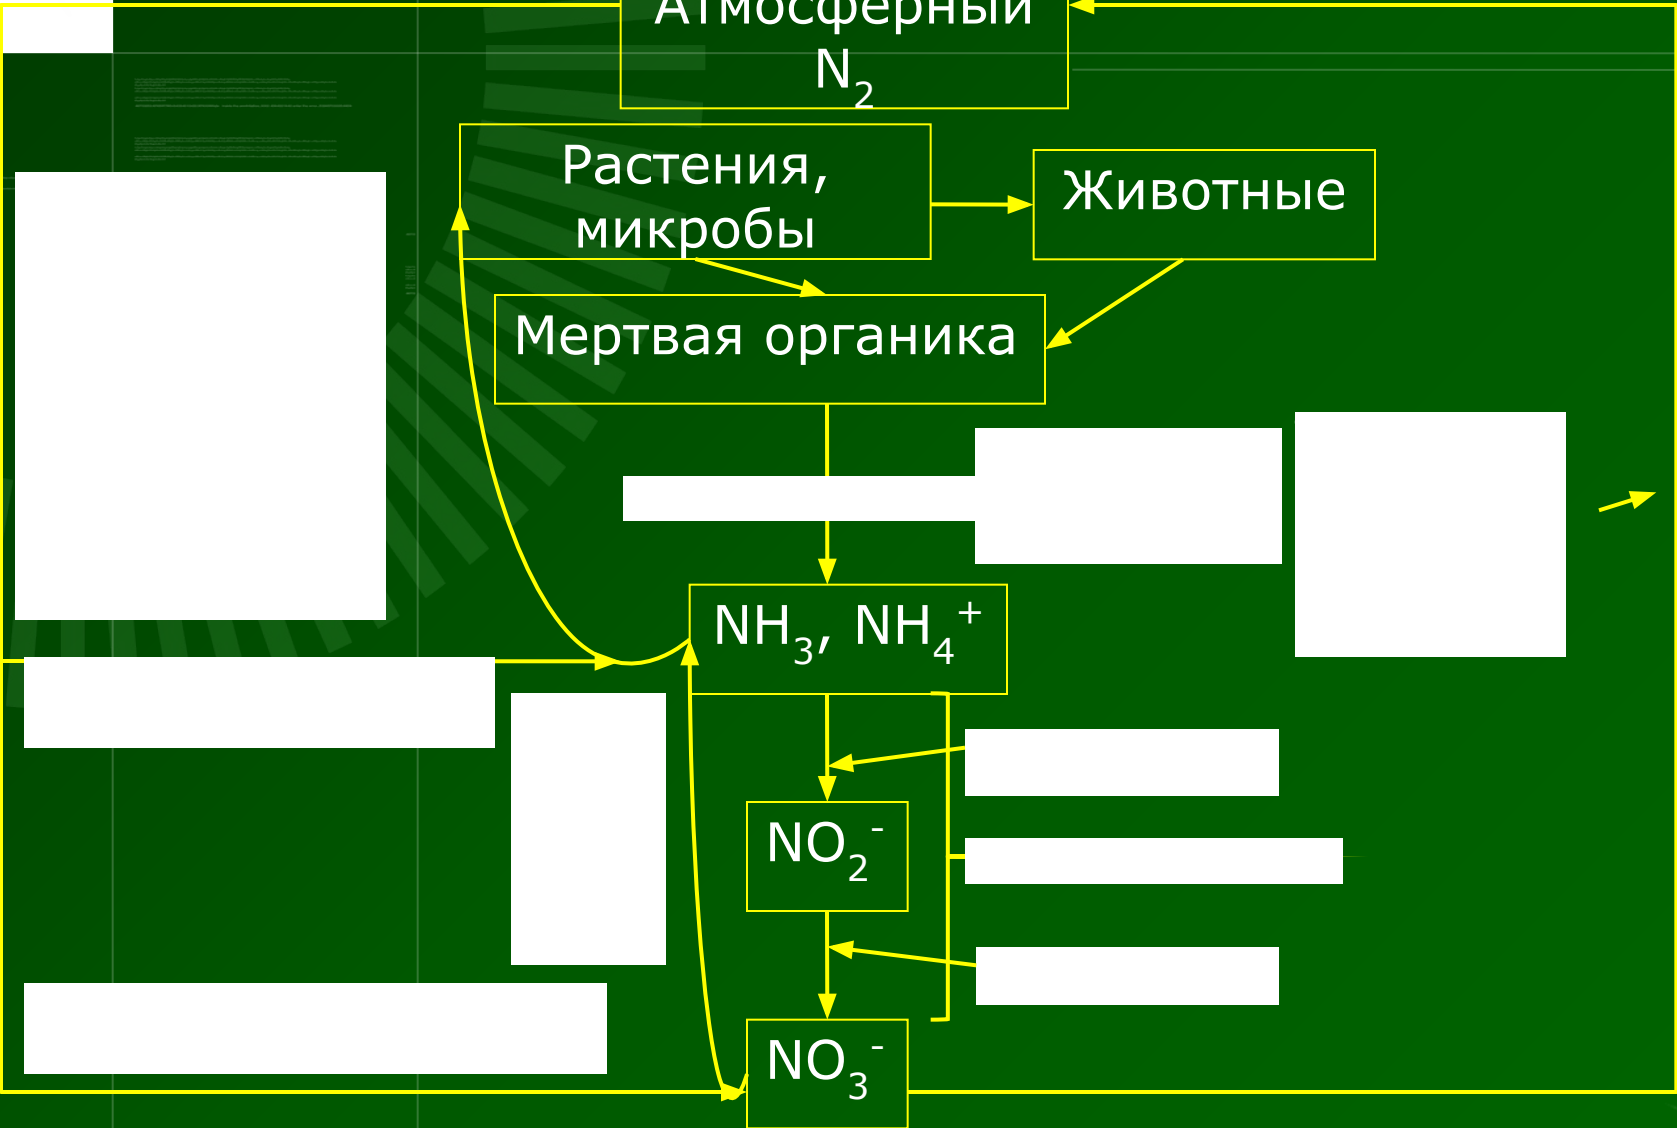 Атмосферный
N2
Растения,
микробы
Животные
Мертвая органика
NH3, NH4+
NO2-
NO3-